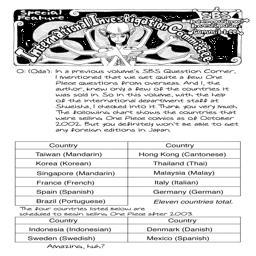 Special
Feature
International Investigation
O: (Oda): In a previous volume's SBS Question Corner,
I mentioned that we get quite a few One
Piece questions from overseas. And I, the
author, knew only a few of the countries it
was sold in. So in this volume, with the help
of the international department staff at
Shueisha, I checked into it. Thank you very much.
The following chart shows the countries that
were selling One Piece comics as of October
2002. But you definitely won't be able to get
any foreign editions in Japan.
Country Country
Taiwan (Mandarin) Hong Kong (Cantonese)
Korea (Korean) Thailand (Thai)
Singapore (Mandarin) Malaysia (Malay)
France (French) Italy (Italian)
Spain (Spanish) Germany (German)
Brazil (Portuguese) Eleven countries total.
The four countries listed below are
scheduled to begin selling One Piece after 2003.
Country Country
Indonesia (Indonesian) Denmark (Danish)
Sweden (Swedish) Mexico (Spanish)
Amazing, huh?